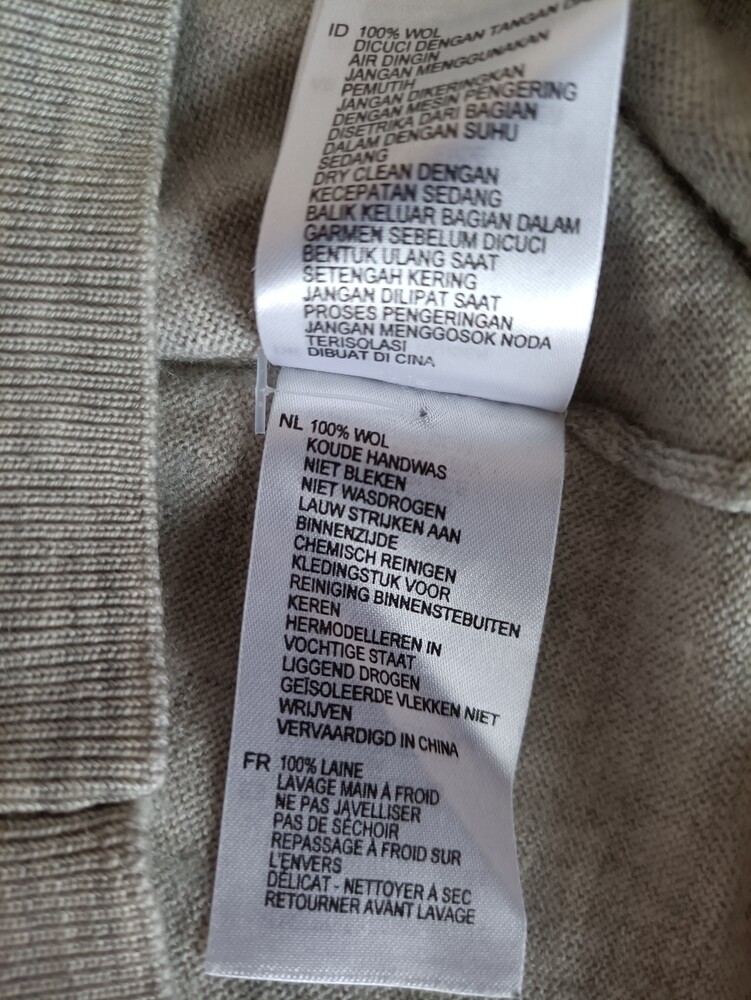 ID 100% WOL
DICUCI DENGAN TANGAN
AIR DINGIN
JANGAN MENGGUNAKAN
PEMUTIH
JANGAN DIKERINGKAN
DENGAN MESIN PENGERING
DISETRIKA DARI BAGIAN
DALAM DENGAN SUHU
SEDANG
DRY CLEAN DENGAN
KECEPATAN SEDANG
BALIK KELUAR BAGIAN DALAM
GARMEN SEBELUM DICUCI
BENTUK ULANG SAAT
SETENGAH KERING
JANGAN DILIPAT SAAT
PROSES PENGERINGAN
JANGAN MENGGOSOK NODA
TERISOLASI
DIBUAT DI CINA
NL 100% WOL
KOUDE HANDWAS
NIET BLEKEN
NIET WASDROGEN
LAUW STRIJKEN AAN
BINNENZIJDE
CHEMISCH REINIGEN
KLEDINGSTUK VOOR
REINIGING BINNENSTEBUITEN
KEREN
HERMODELLEREN IN
VOCHTIGE STAAT
LIGGEND DROGEN
GEÏSOLEERDE VLEKKEN NIET
WRIJVEN
VERVAARDIGD IN CHINA
FR 100% LAINE
LAVAGE MAIN À FROID
NE PAS JAVELLISER
PAS DE SÉCHOIR
REPASSAGE À FROID SUR
L'ENVERS
DÉLICAT - NETTOYER À SEC
RETOURNER AVANT LAVAGE